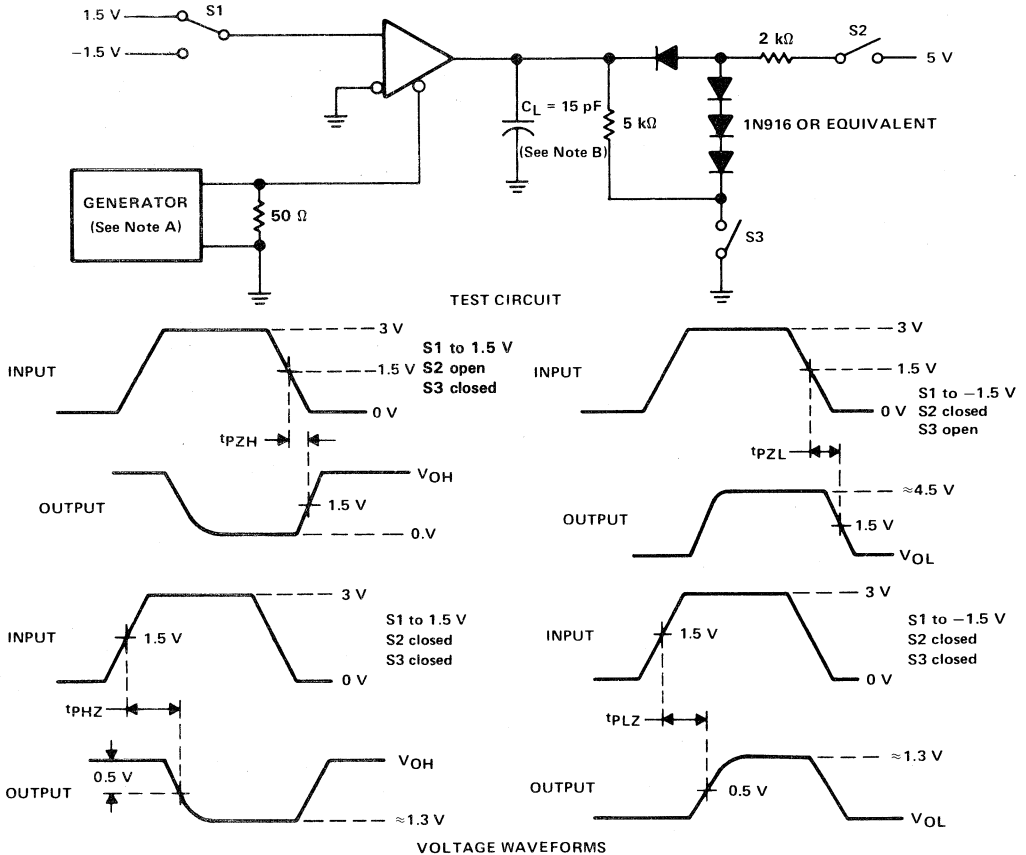 1.5 V
S1
−1.5 V
2 kΩ
S2
5 V
CL = 15 pF
(See Note B)
5 kΩ
1N916 OR EQUIVALENT
GENERATOR
(See Note A)
50 Ω
S3
TEST CIRCUIT
INPUT
3 V
1.5 V
0 V
S1 to 1.5 V
S2 open
S3 closed
tPZH
OUTPUT
VOH
1.5 V
0.V
INPUT
3 V
1.5 V
0 V
S1 to −1.5 V
S2 closed
S3 open
tPZL
OUTPUT
≈4.5 V
1.5 V
VOL
INPUT
3 V
1.5 V
0 V
S1 to 1.5 V
S2 closed
S3 closed
tPHZ
OUTPUT
0.5 V
VOH
≈1.3 V
INPUT
3 V
1.5 V
0 V
S1 to −1.5 V
S2 closed
S3 closed
tPLZ
OUTPUT
≈1.3 V
0.5 V
VOL
VOLTAGE WAVEFORMS